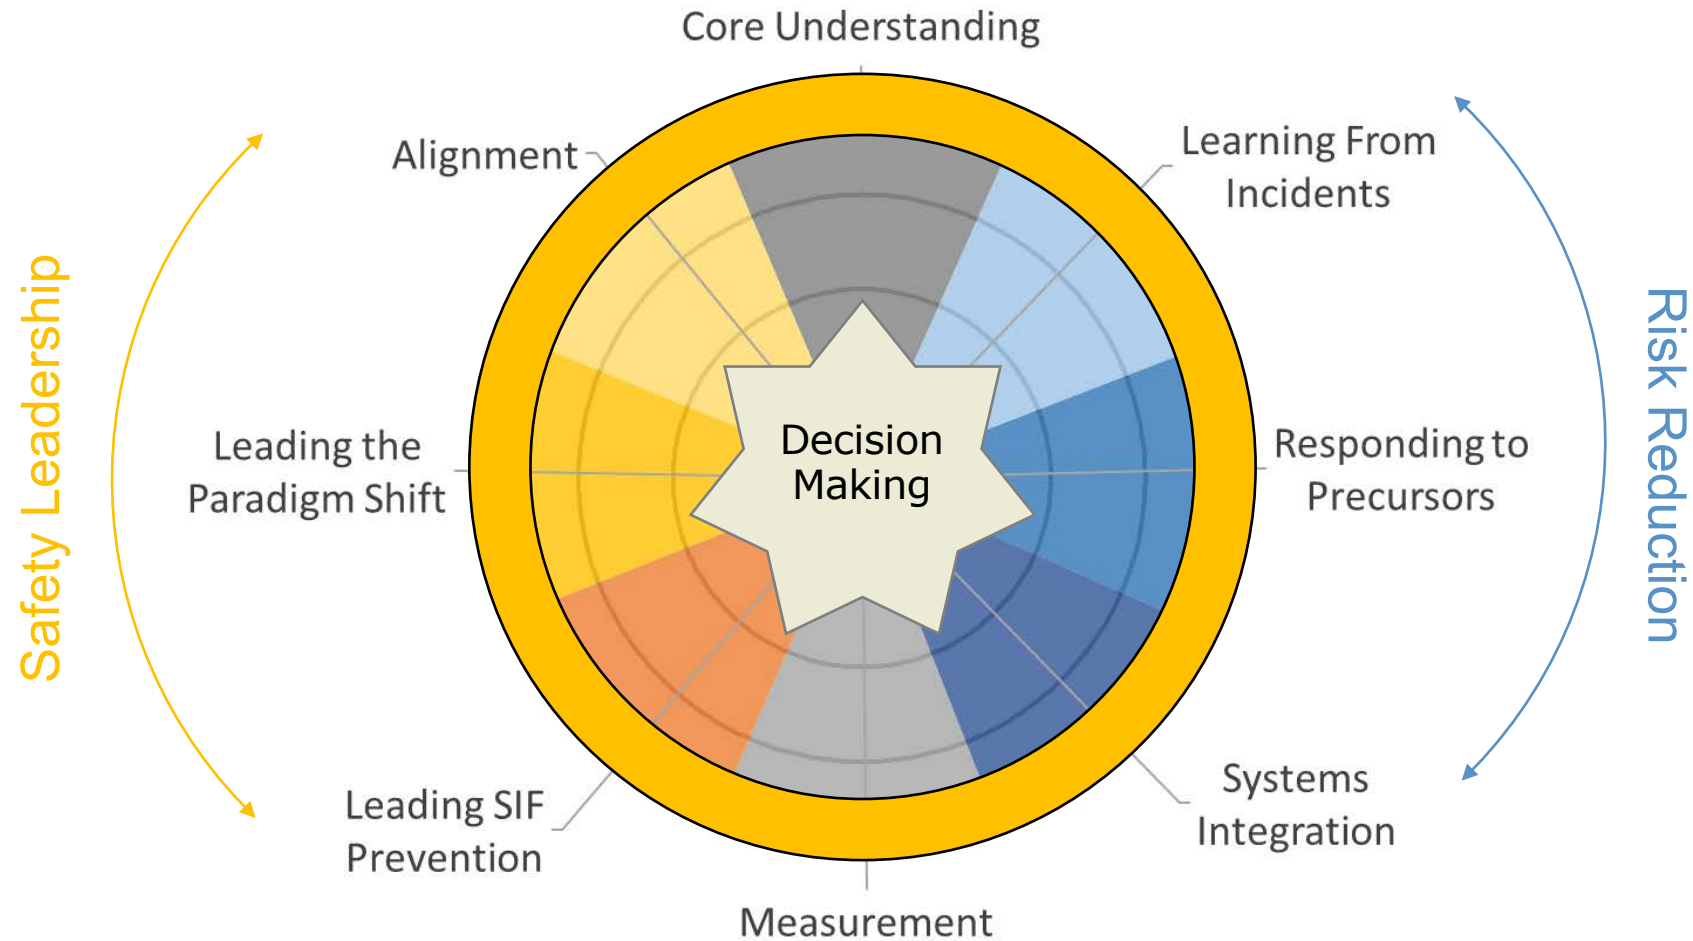 Core Understanding
Alignment
Learning From
Incidents
Safety Leadership
Leading the
Paradigm Shift
Decision
Making
Responding to
Precursors
Risk Reduction
Leading SIF
Prevention
Systems
Integration
Measurement